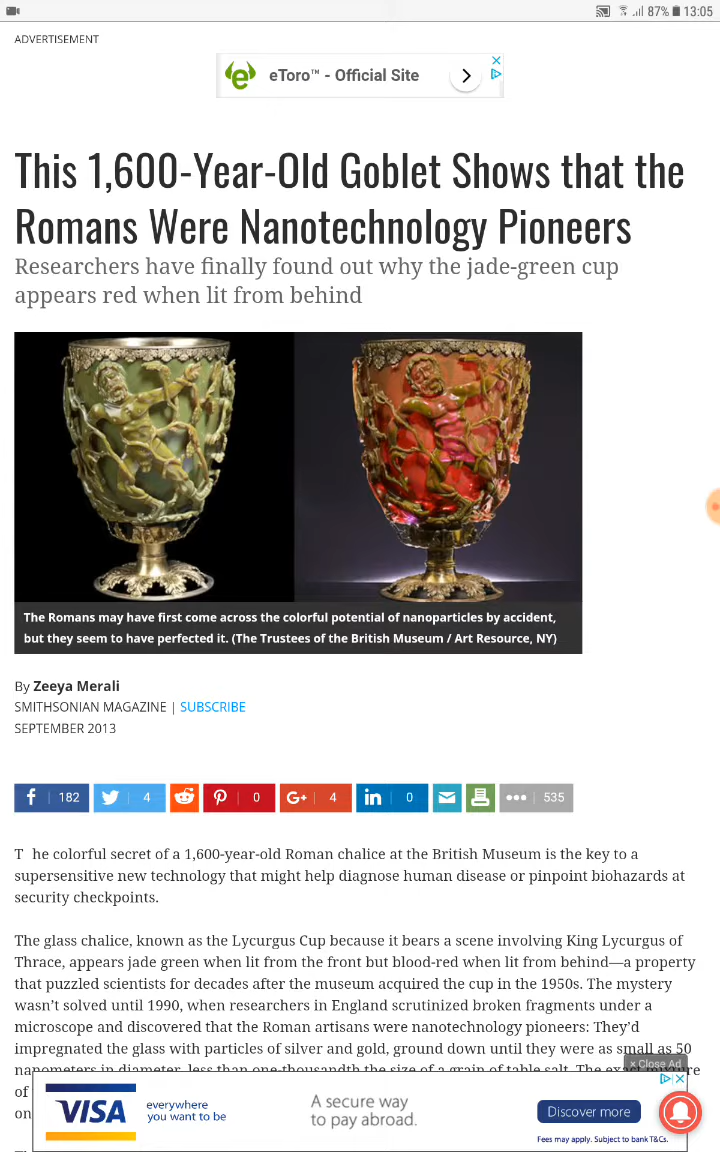 87% 13:05
ADVERTISEMENT
eToro™ - Official Site
This 1,600-Year-Old Goblet Shows that the
Romans Were Nanotechnology Pioneers
Researchers have finally found out why the jade-green cup
appears red when lit from behind
The Romans may have first come across the colorful potential of nanoparticles by accident,
but they seem to have perfected it. (The Trustees of the British Museum / Art Resource, NY)
By Zeeya Merali
SMITHSONIAN MAGAZINE | SUBSCRIBE
SEPTEMBER 2013
182 4 0 G+ 4 in 0 535
T he colorful secret of a 1,600-year-old Roman chalice at the British Museum is the key to a
supersensitive new technology that might help diagnose human disease or pinpoint biohazards at
security checkpoints.
The glass chalice, known as the Lycurgus Cup because it bears a scene involving King Lycurgus of
Thrace, appears jade green when lit from the front but blood-red when lit from behind—a property
that puzzled scientists for decades after the museum acquired the cup in the 1950s. The mystery
wasn't solved until 1990, when researchers in England scrutinized broken fragments under a
microscope and discovered that the Roman artisans were nanotechnology pioneers: They'd
impregnated the glass with particles of silver and gold, ground down until they were as small as 50
nanometers in diameter, less than one-thousandth the size of a grain of table salt. The exact
of
on
× Close Ad
VISA
everywhere
you want to be
A secure way
to pay abroad.
Discover more
Fees may apply. Subject to bank T&Cs.